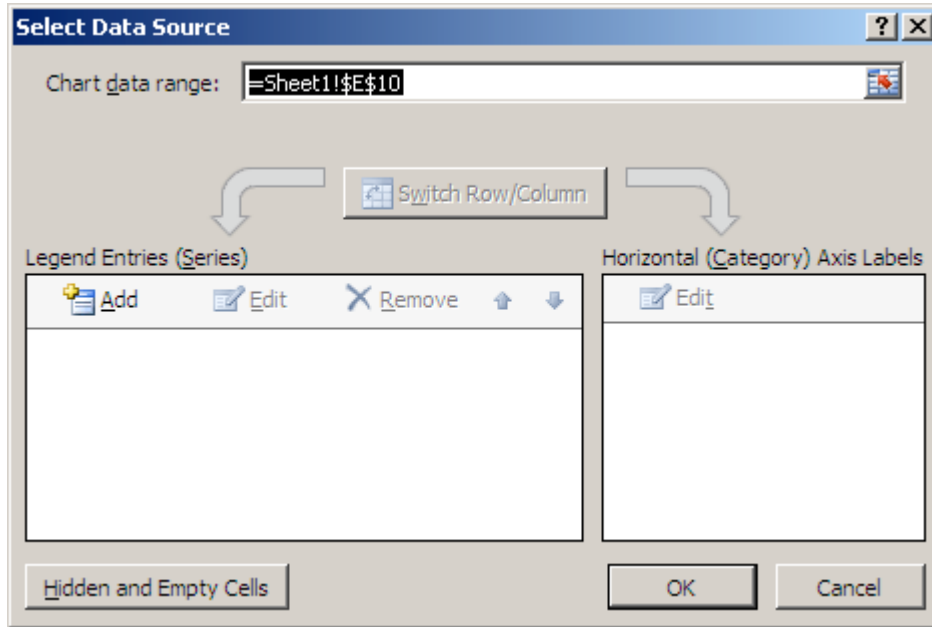 Select Data Source
Chart data range: =Sheet1!$E$10
Switch Row/Column
Legend Entries (Series)
Add Edit Remove
Horizontal (Category) Axis Labels
Edit
Hidden and Empty Cells
OK Cancel